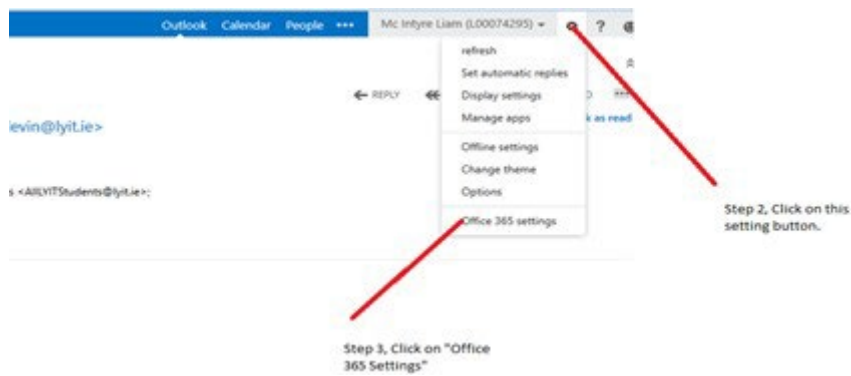 Outlook Calendar People ••• Mc Intyre Liam (L00074295) ?
refresh
Set automatic replies
REPLY Display settings
levin@lyit.ie> Manage apps k as read
Offline settings
Change theme
s <AllLYITStudents@lyit.ie>; Options
Office 365 settings
Step 2, Click on this
setting button.
Step 3, Click on "Office
365 Settings"